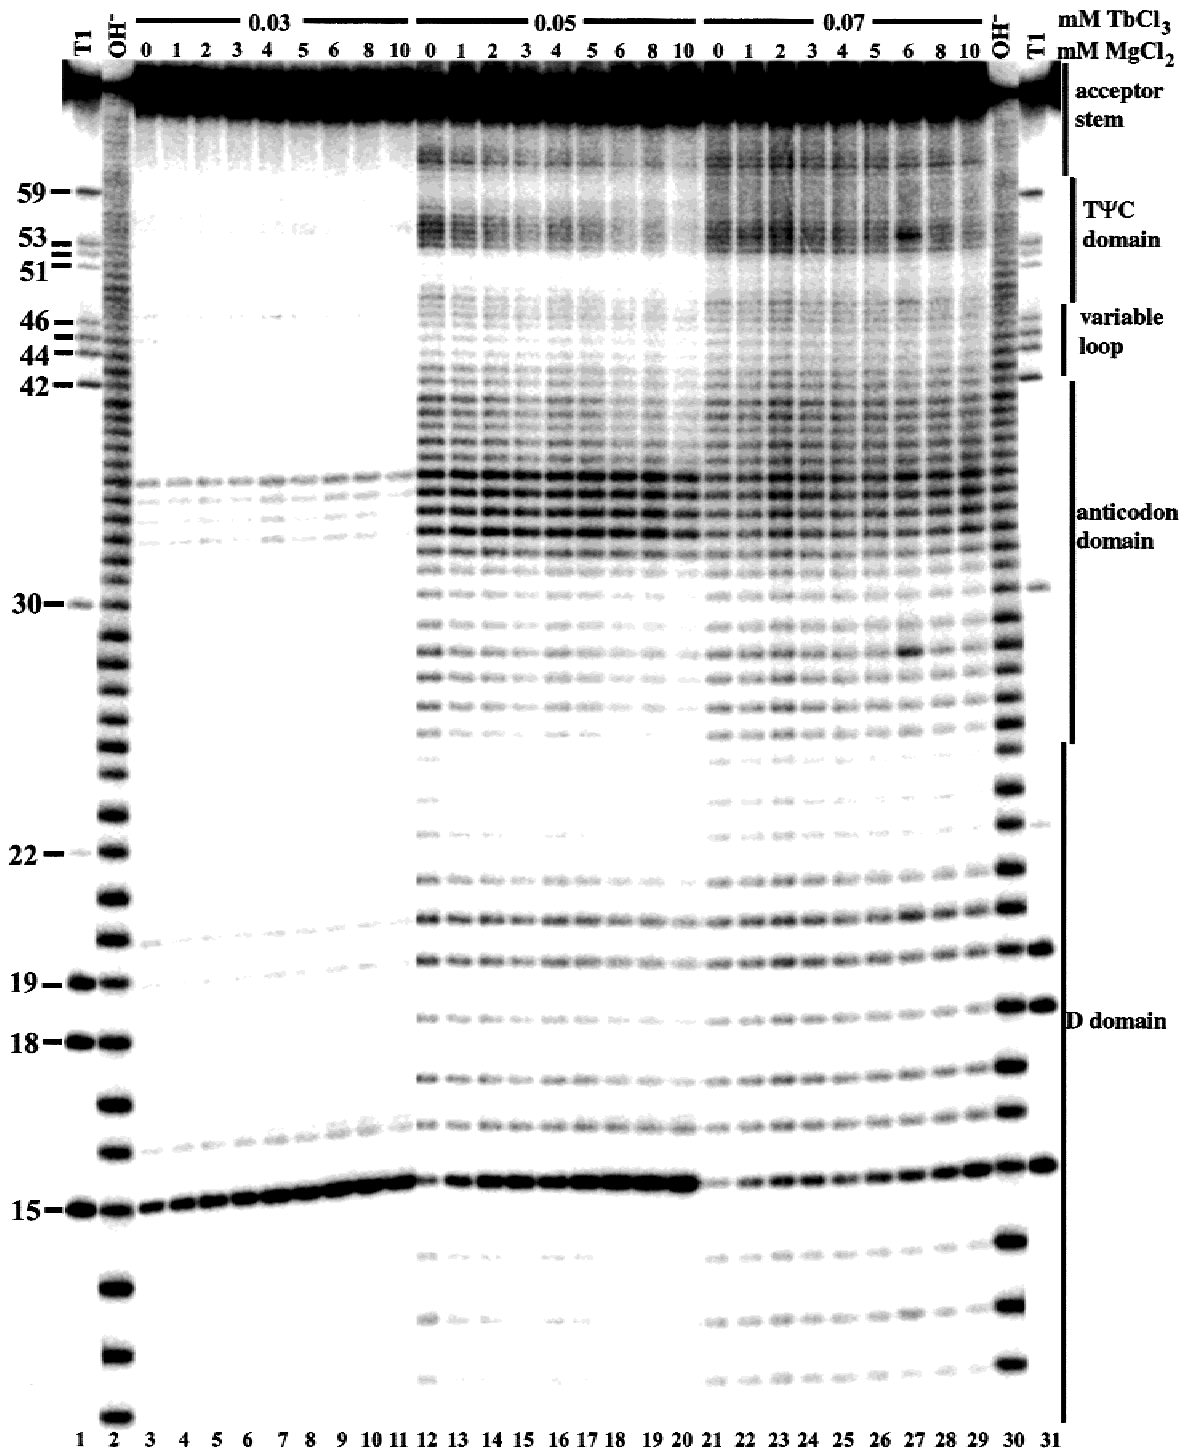 T1 OH⁻ 0.03 0.05 0.07 OH⁻ T1 mM TbCl₃
0 1 2 3 4 5 6 8 10 0 1 2 3 4 5 6 8 10 0 1 2 3 4 5 6 8 10 mM MgCl₂
acceptor
stem
59
TΨC
domain
53
51
46
variable
loop
44
42
anticodon
domain
30
22
19
18
D domain
15
1 2 3 4 5 6 7 8 9 10 11 12 13 14 15 16 17 18 19 20 21 22 23 24 25 26 27 28 29 30 31